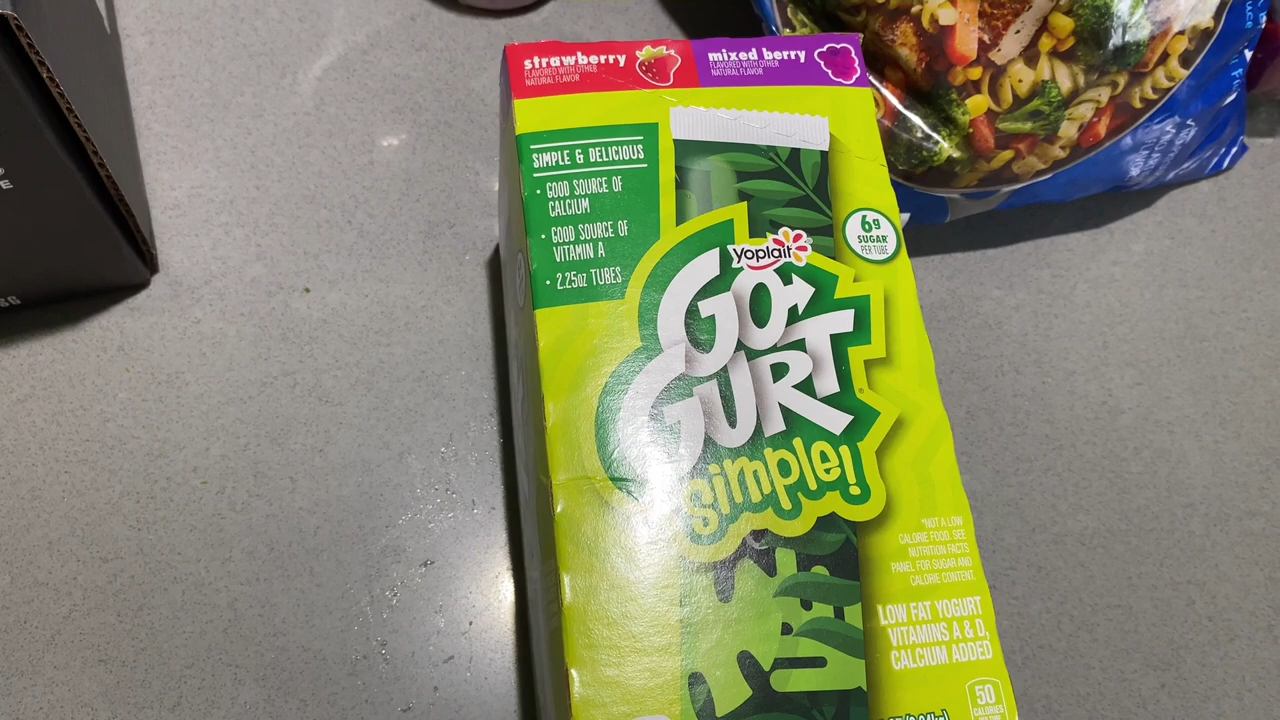 strawberry
FLAVORED WITH OTHER
NATURAL FLAVOR
mixed berry
FLAVORED WITH OTHER
NATURAL FLAVOR
SIMPLE & DELICIOUS
• GOOD SOURCE OF
CALCIUM
• GOOD SOURCE OF
VITAMIN A
• 2.25oz TUBES
6g
SUGAR*
PER TUBE
Yoplait
GO
GURT
simple!
*NOT A LOW
CALORIE FOOD. SEE
NUTRITION FACTS
PANEL FOR SUGAR AND
CALORIE CONTENT.
LOW FAT YOGURT
VITAMINS A & D,
CALCIUM ADDED
50
CALORIES